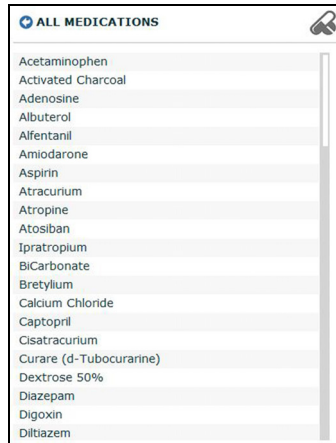 ALL MEDICATIONS
Acetaminophen
Activated Charcoal
Adenosine
Albuterol
Alfentanil
Amiodarone
Aspirin
Atracurium
Atropine
Atosiban
Ipratropium
BiCarbonate
Bretylium
Calcium Chloride
Captopril
Cisatracurium
Curare (d-Tubocurarine)
Dextrose 50%
Diazepam
Digoxin
Diltiazem